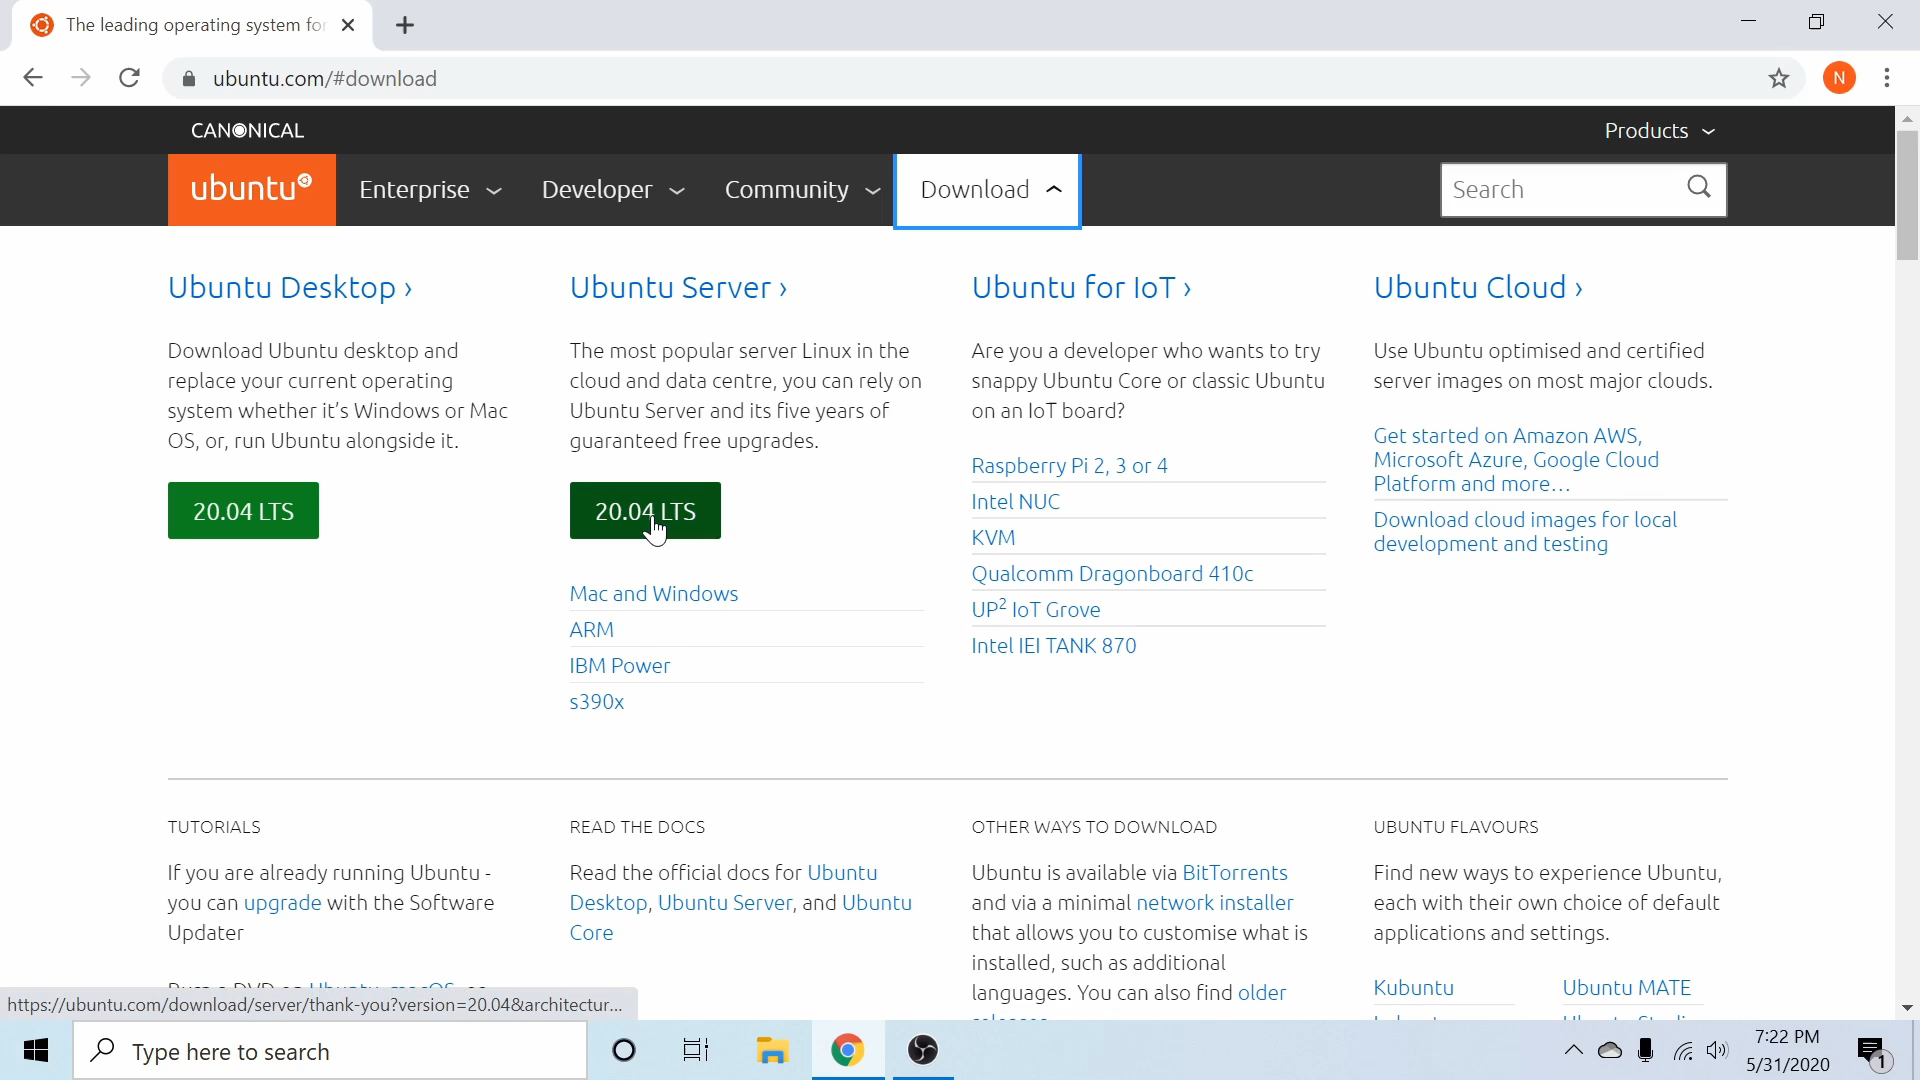 The leading operating system for
ubuntu.com/#download
N
CANONICAL
Products
ubuntu
Enterprise
Developer
Community
Download
Search
Ubuntu Desktop ›
Download Ubuntu desktop and
replace your current operating
system whether it's Windows or Mac
OS, or, run Ubuntu alongside it.
20.04 LTS
Ubuntu Server ›
The most popular server Linux in the
cloud and data centre, you can rely on
Ubuntu Server and its five years of
guaranteed free upgrades.
20.04 LTS
Mac and Windows
ARM
IBM Power
s390x
Ubuntu for IoT ›
Are you a developer who wants to try
snappy Ubuntu Core or classic Ubuntu
on an IoT board?
Raspberry Pi 2, 3 or 4
Intel NUC
KVM
Qualcomm Dragonboard 410c
UP² IoT Grove
Intel IEI TANK 870
Ubuntu Cloud ›
Use Ubuntu optimised and certified
server images on most major clouds.
Get started on Amazon AWS,
Microsoft Azure, Google Cloud
Platform and more…
Download cloud images for local
development and testing
TUTORIALS
If you are already running Ubuntu -
you can upgrade with the Software
Updater
READ THE DOCS
Read the official docs for Ubuntu
Desktop, Ubuntu Server, and Ubuntu
Core
OTHER WAYS TO DOWNLOAD
Ubuntu is available via BitTorrents
and via a minimal network installer
that allows you to customise what is
installed, such as additional
languages. You can also find older
UBUNTU FLAVOURS
Find new ways to experience Ubuntu,
each with their own choice of default
applications and settings.
Kubuntu
Ubuntu MATE
https://ubuntu.com/download/server/thank-you?version=20.04&architectur...
Type here to search
7:22 PM
5/31/2020
1